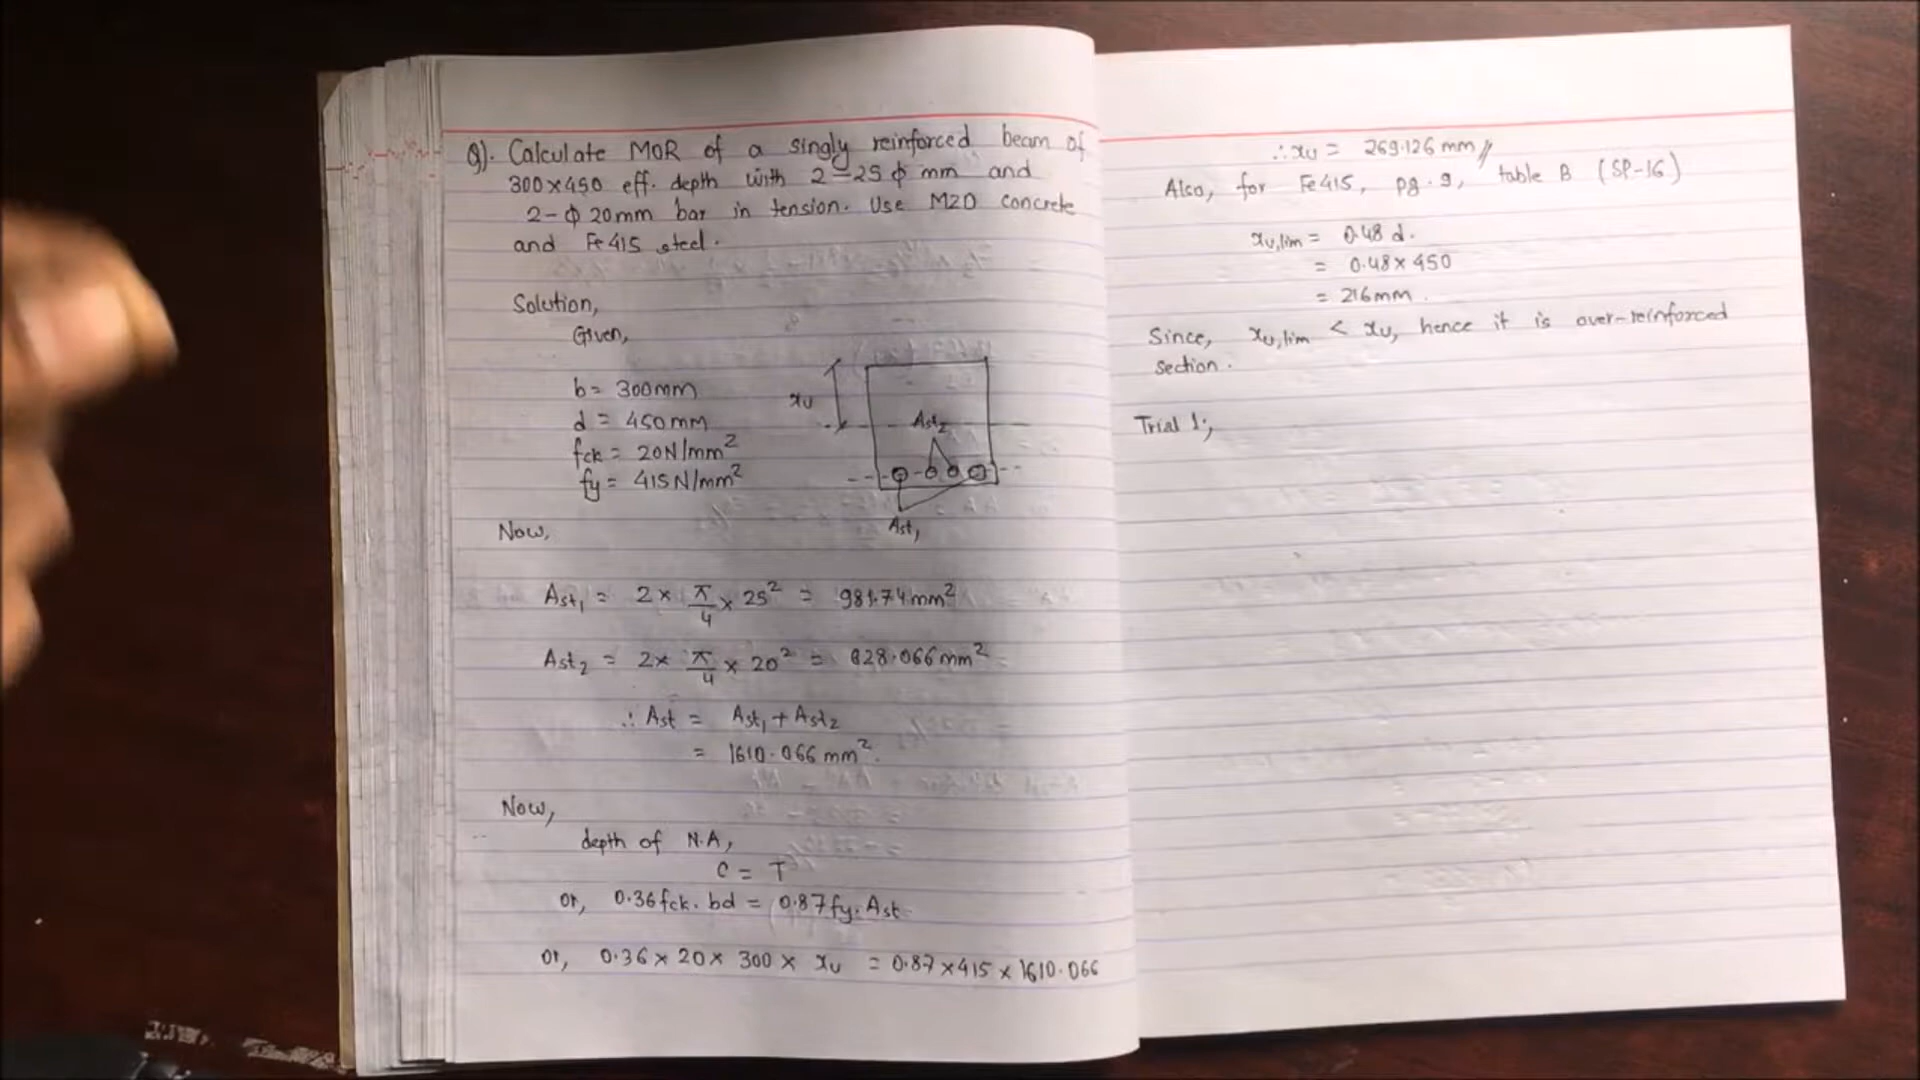 Q). Calculate MOR of a singly reinforced beam of
300×450 eff. depth with 2-25 ϕ mm and
2-ϕ 20mm bar in tension. Use M20 concrete
and Fe415 steel.
Solution,
Given,
b = 300mm
d = 450mm
fck = 20N/mm²
fy = 415N/mm²
xu
Ast₂
Ast₁
Now,
Ast₁ = 2 × π/4 × 25² = 981.74mm²
Ast₂ = 2× π/4 × 20² = 628.066mm²
∴ Ast = Ast₁ + Ast₂
= 1610.066 mm².
Now,
depth of N.A,
C = T
or, 0.36fck. bd = 0.87fy. Ast
or, 0.36 × 20 × 300 × xu = 0.87 × 415 × 1610.066
∴ xu = 269.126 mm//
Also, for Fe415, pg. 9, table B (SP-16)
xu,lim = 0.48 d.
= 0.48 × 450
= 216mm.
Since, xu,lim < xu, hence it is over-reinforced
section.
Trial 1;